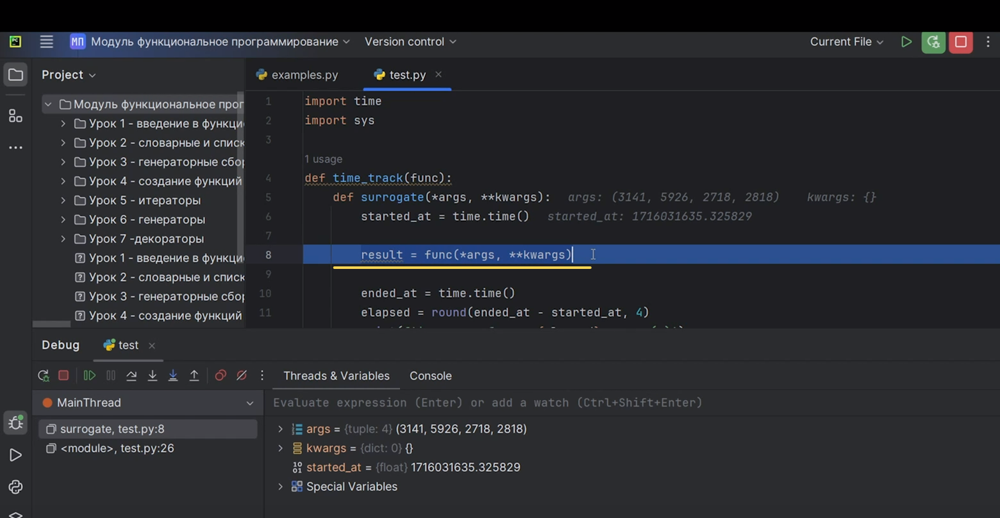 PC
МП Модуль функциональное программирование Version control Current File
Project
Модуль функциональное прог
Урок 1 - введение в функци
Урок 2 - словарные и списк
Урок 3 - генераторные сбор
Урок 4 - создание функций
Урок 5 - итераторы
Урок 6 - генераторы
Урок 7 -декораторы
Урок 1 - введение в функци
Урок 2 - словарные и списк
Урок 3 - генераторные сбор
Урок 4 - создание функций
examples.py test.py
1 import time
2 import sys
3
1 usage
4 def time_track(func):
5 def surrogate(*args, **kwargs): args: (3141, 5926, 2718, 2818) kwargs: {}
6 started_at = time.time() started_at: 1716031635.325829
7
8 result = func(*args, **kwargs)
9
10 ended_at = time.time()
11 elapsed = round(ended_at - started_at, 4)
Debug test
Threads & Variables Console
MainThread
surrogate, test.py:8
<module>, test.py:26
Evaluate expression (Enter) or add a watch (Ctrl+Shift+Enter)
args = {tuple: 4} (3141, 5926, 2718, 2818)
kwargs = {dict: 0} {}
started_at = {float} 1716031635.325829
Special Variables